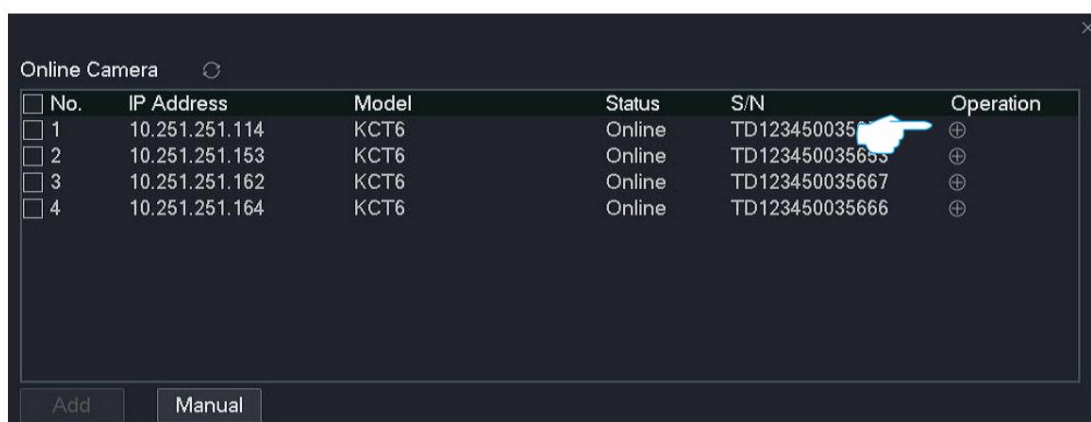 Online Camera
No. IP Address Model Status S/N Operation
1 10.251.251.114 KCT6 Online
2 10.251.251.153 KCT6 Online TD123450035653
3 10.251.251.162 KCT6 Online TD123450035667
4 10.251.251.164 KCT6 Online TD123450035666
Add Manual